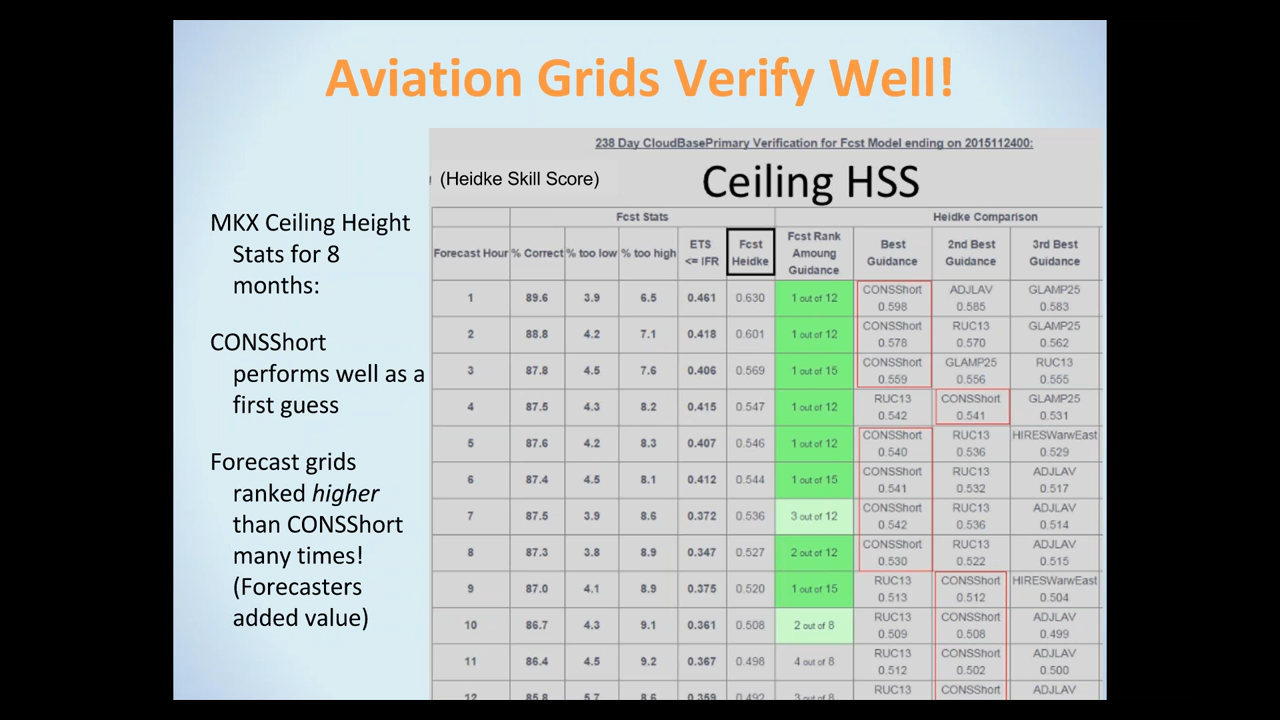 Aviation Grids Verify Well!
238 Day CloudBasePrimary Verification for Fcst Model ending on 2015112400:
(Heidke Skill Score)
Ceiling HSS
MKX Ceiling Height
Stats for 8
months:
CONSShort
performs well as a
first guess
Forecast grids
ranked higher
than CONSShort
many times!
(Forecasters
added value)
Fcst Stats Heidke Comparison
Forecast Hour % Correct % too low % too high ETS <= IFR Fcst Heidke Fcst Rank Amoung Guidance Best Guidance 2nd Best Guidance 3rd Best Guidance
1 89.6 3.9 6.5 0.461 0.630 1 out of 12 CONSShort 0.598 ADJLAV 0.585 GLAMP25 0.583
2 88.8 4.2 7.1 0.418 0.601 1 out of 12 CONSShort 0.578 RUC13 0.570 GLAMP25 0.562
3 87.8 4.5 7.6 0.406 0.569 1 out of 15 CONSShort 0.559 GLAMP25 0.556 RUC13 0.555
4 87.5 4.3 8.2 0.415 0.547 1 out of 12 RUC13 0.542 CONSShort 0.541 GLAMP25 0.531
5 87.6 4.2 8.3 0.407 0.546 1 out of 12 CONSShort 0.540 RUC13 0.536 HIRESWarwEast 0.529
6 87.4 4.5 8.1 0.412 0.544 1 out of 15 CONSShort 0.541 RUC13 0.532 ADJLAV 0.517
7 87.5 3.9 8.6 0.372 0.536 3 out of 12 CONSShort 0.542 RUC13 0.536 ADJLAV 0.514
8 87.3 3.8 8.9 0.347 0.527 2 out of 12 CONSShort 0.530 RUC13 0.522 ADJLAV 0.515
9 87.0 4.1 8.9 0.375 0.520 1 out of 15 RUC13 0.513 CONSShort 0.512 HIRESWarwEast 0.504
10 86.7 4.3 9.1 0.361 0.508 2 out of 8 RUC13 0.509 CONSShort 0.508 ADJLAV 0.499
11 86.4 4.5 9.2 0.367 0.498 4 out of 8 RUC13 0.512 CONSShort 0.502 ADJLAV 0.500
12 85.8 5.7 8.6 0.359 0.492 3 out of 8 RUC13 CONSShort ADJLAV